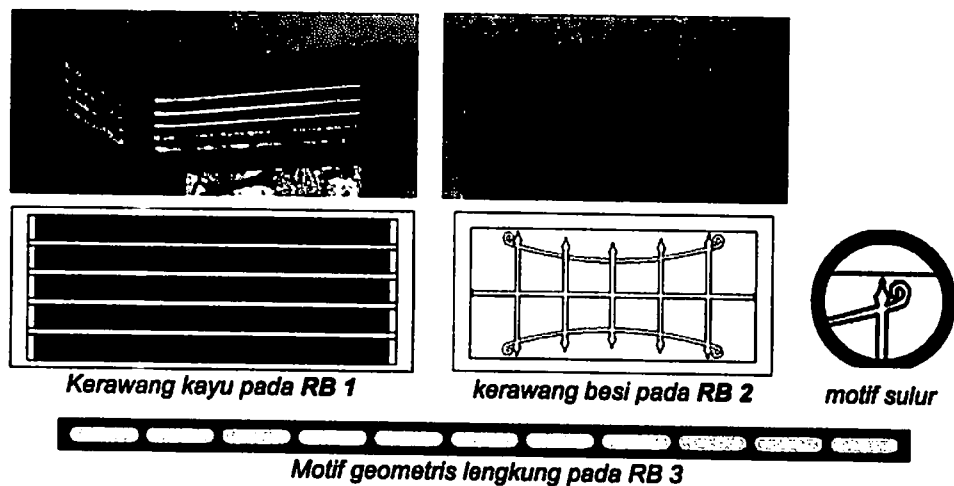 Kerawang kayu pada RB 1
kerawang besi pada RB 2
motif sulur
Motif geometris lengkung pada RB 3